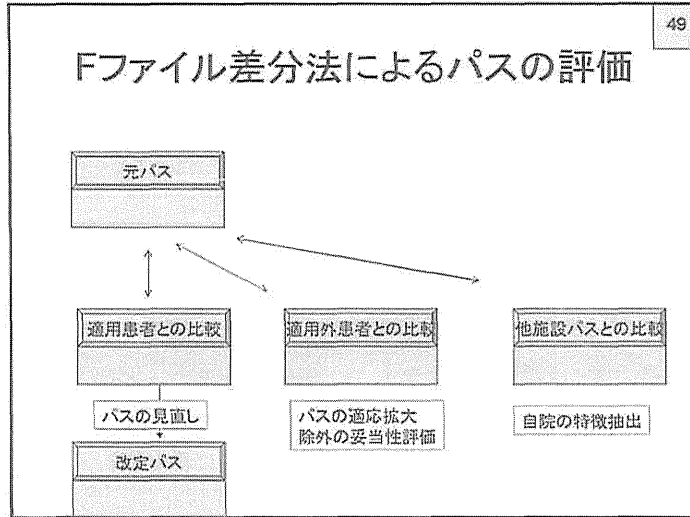 49
Fファイル差分法によるパスの評価
元パス
適用患者との比較
適用外患者との比較
他施設パスとの比較
パスの見直し
パスの適応拡大
除外の妥当性評価
自院の特徴抽出
改定パス